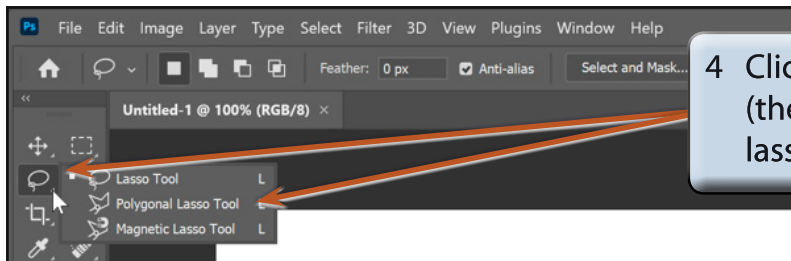 Ps File Edit Image Layer Type Select Filter 3D View Plugins Window Help
Feather: 0 px Anti-alias Select and Mask...
Untitled-1 @ 100% (RGB/8) ×
Lasso Tool L
Polygonal Lasso Tool L
Magnetic Lasso Tool L
4 Clic
(the
lass